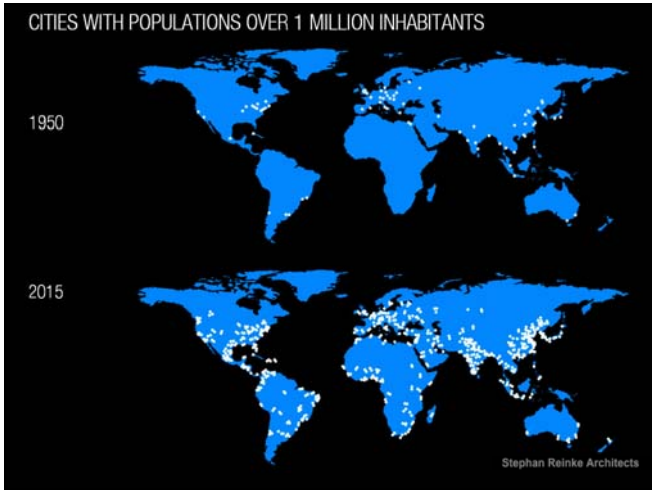 CITIES WITH POPULATIONS OVER 1 MILLION INHABITANTS
1950
2015
Stephan Reinke Architects